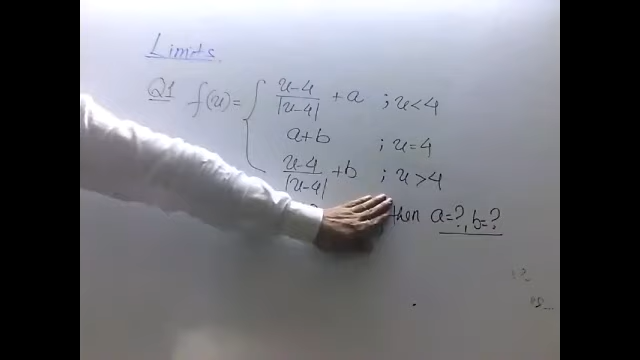 Limits.
Q1 f(u) = { (u-4)/|u-4| + a ; u<4
a+b ; u=4
(u-4)/|u-4| + b ; u>4
then a=?, b=?